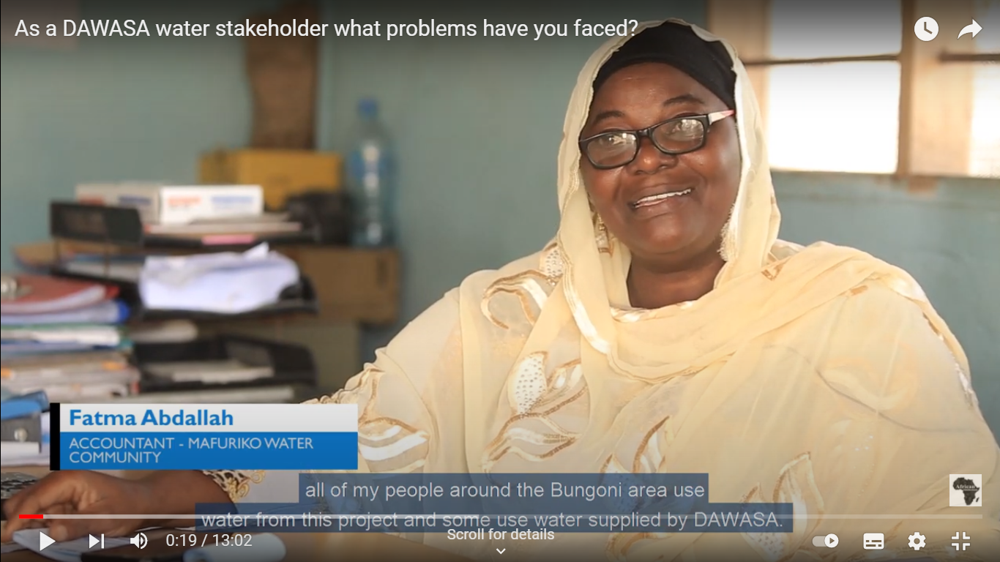 As a DAWASA water stakeholder what problems have you faced?
Fatma Abdallah
ACCOUNTANT - MAFURIKO WATER
COMMUNITY
all of my people around the Bungoni area use
water from this project and some use water supplied by DAWASA.
Scroll for details
0:19 / 13:02
African